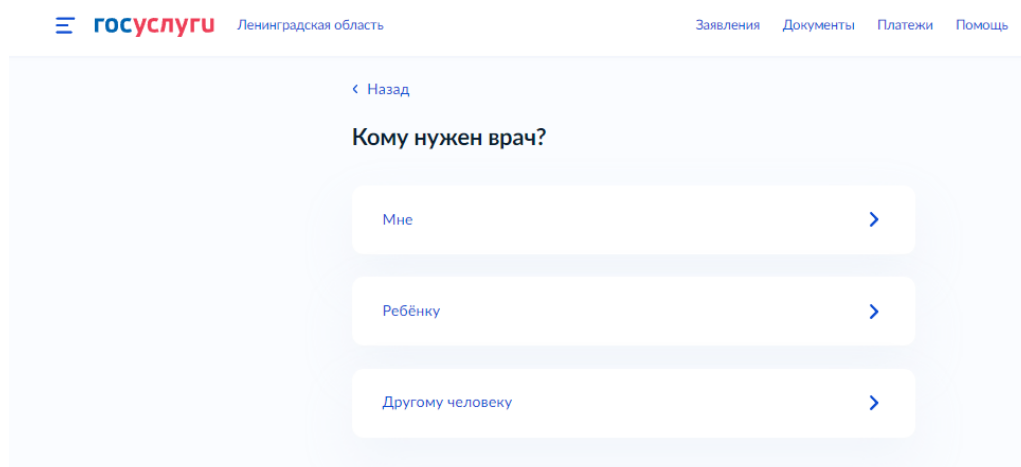 госуслуги Ленинградская область Заявления Документы Платежи Помощь
Назад
Кому нужен врач?
Мне
Ребёнку
Другому человеку